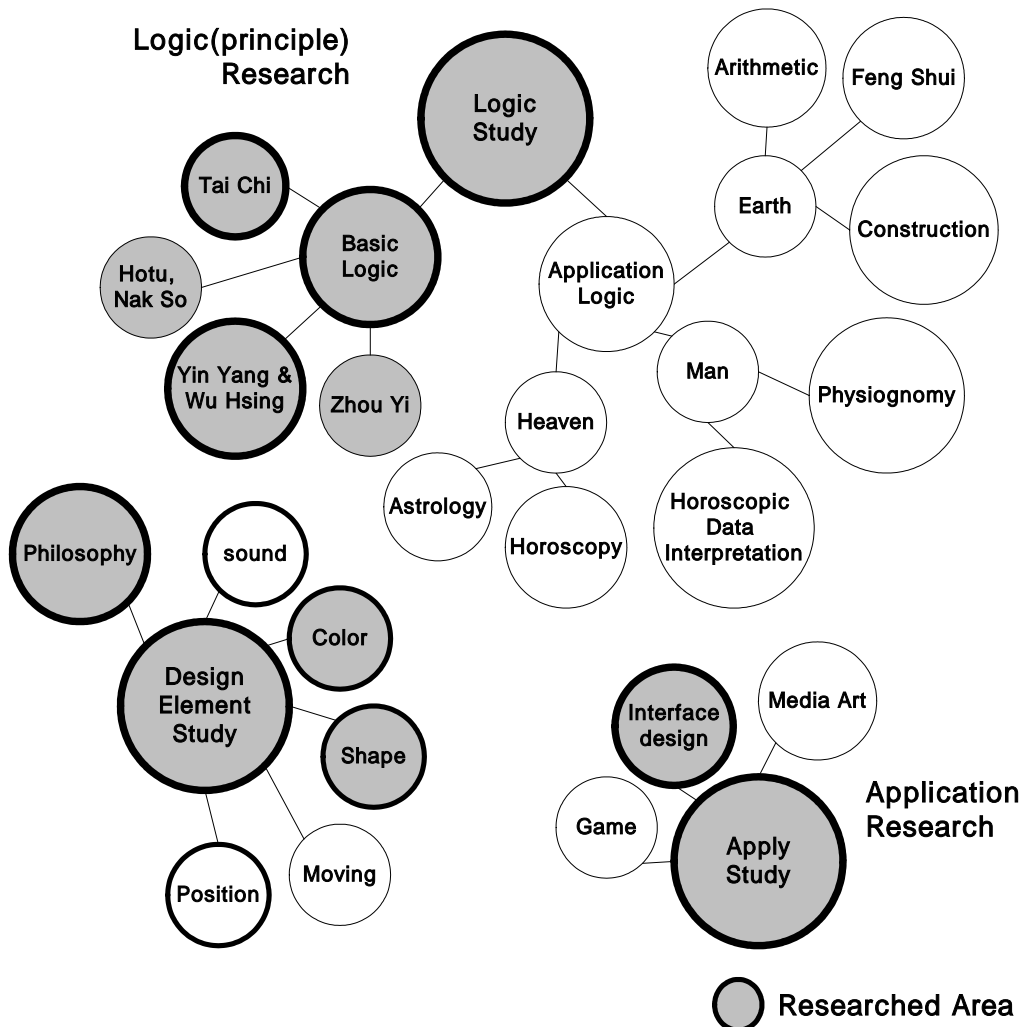 Logic(principle)
Research
Logic
Study
Arithmetic
Feng Shui
Tai Chi
Earth
Construction
Basic
Logic
Hotu,
Nak So
Application
Logic
Yin Yang &
Wu Hsing
Zhou Yi
Man
Physiognomy
Heaven
Astrology
Horoscopy
Horoscopic
Data
Interpretation
Philosophy
sound
Color
Design
Element
Study
Shape
Position
Moving
Interface
design
Media Art
Game
Apply
Study
Application
Research
Researched Area